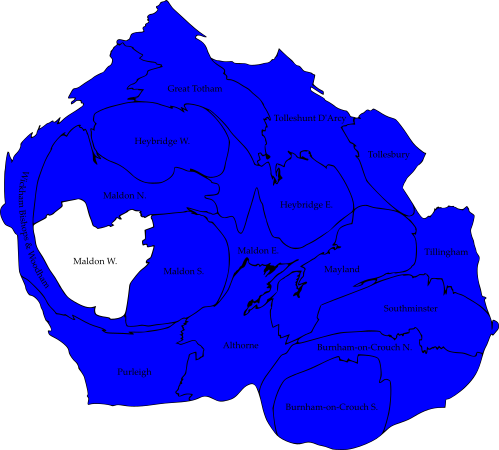 Great Totham
Tolleshunt D'Arcy
Heybridge W.
Tollesbury
Wickham Bishops & Woodham
Maldon N.
Heybridge E.
Maldon E.
Tillingham
Maldon W.
Maldon S.
Mayland
Southminster
Althorne
Burnham-on-Crouch N.
Purleigh
Burnham-on-Crouch S.